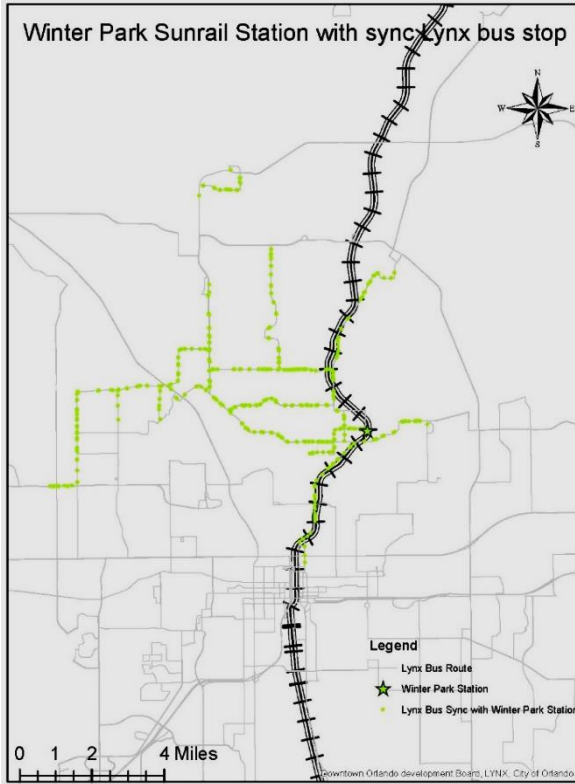 Winter Park Sunrail Station with sync Lynx bus stop
N
W E
S
Legend
Lynx Bus Route
Winter Park Station
Lynx Bus Sync with Winter Park Station
0 1 2 4 Miles
Downtown Orlando development Board, LYNX, City of Orlando